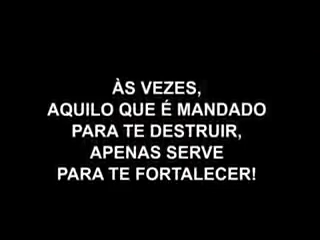 ÀS VEZES,
AQUILO QUE É MANDADO
PARA TE DESTRUIR,
APENAS SERVE
PARA TE FORTALECER!